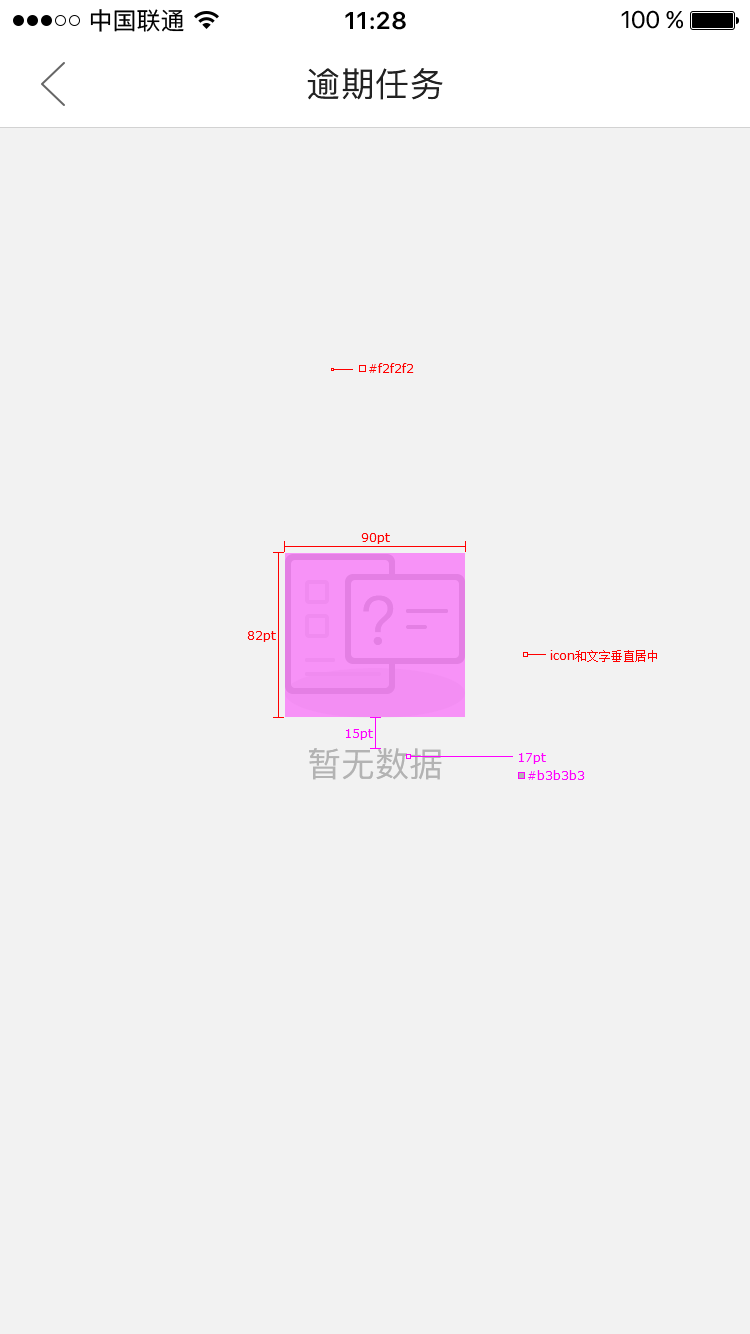 中国联通 11:28 100 %
逾期任务
#f2f2f2
90pt
?
82pt
icon和文字垂直居中
15pt
暂无数据
17pt
#b3b3b3